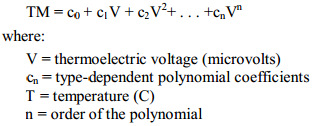 TM = c₀ + c₁V + c₂V²+ . . . +cₙVⁿ
where:
V = thermoelectric voltage (microvolts)
cₙ = type-dependent polynomial coefficients
T = temperature (C)
n = order of the polynomial